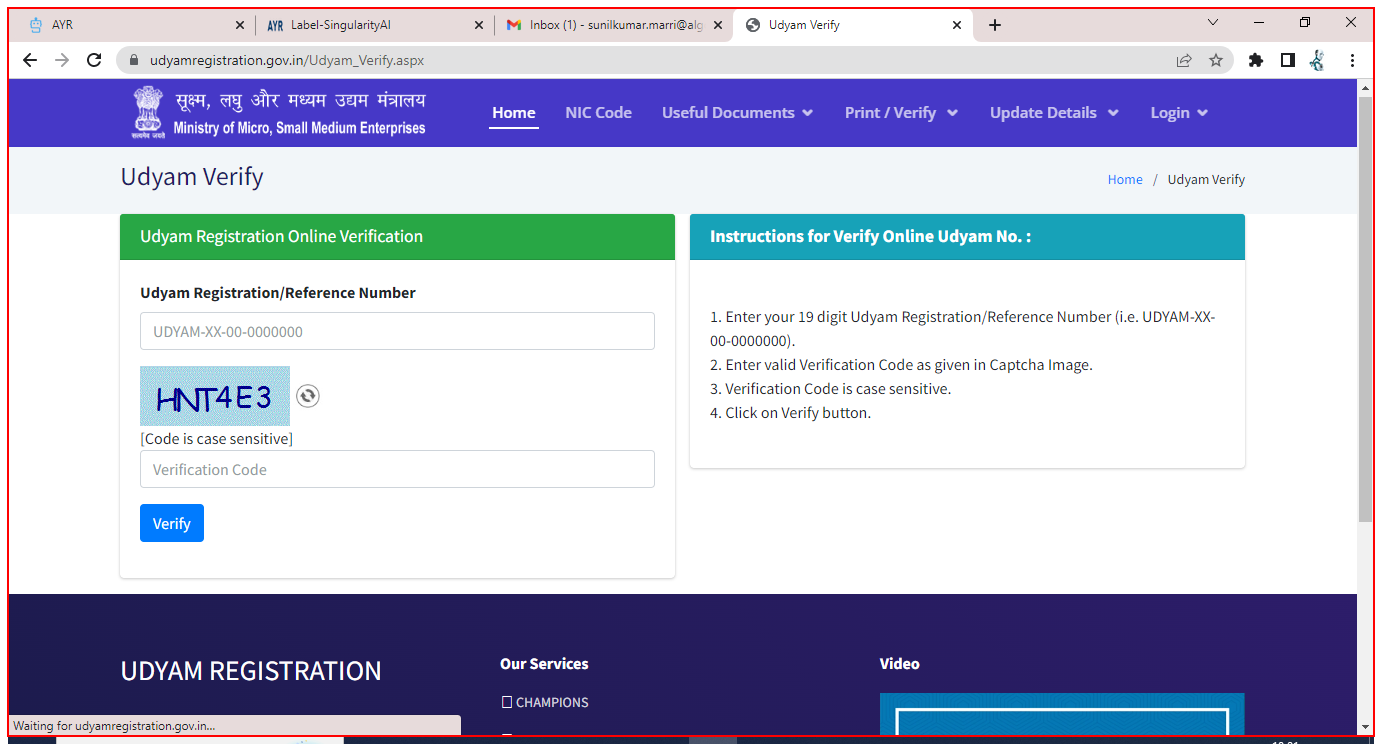 AYR
AYR Label-SingularityAI
Inbox (1) - sunilkumar.marri@alg
Udyam Verify
udyamregistration.gov.in/Udyam_Verify.aspx
सूक्ष्म, लघु और मध्यम उद्यम मंत्रालय
Ministry of Micro, Small Medium Enterprises
सत्यमेव जयते
Home
NIC Code
Useful Documents
Print / Verify
Update Details
Login
Udyam Verify
Home / Udyam Verify
Udyam Registration Online Verification
Udyam Registration/Reference Number
UDYAM-XX-00-0000000
HNT4E3
[Code is case sensitive]
Verification Code
Verify
Instructions for Verify Online Udyam No. :
1. Enter your 19 digit Udyam Registration/Reference Number (i.e. UDYAM-XX-
00-0000000).
2. Enter valid Verification Code as given in Captcha Image.
3. Verification Code is case sensitive.
4. Click on Verify button.
UDYAM REGISTRATION
Our Services
CHAMPIONS
Video
Waiting for udyamregistration.gov.in...